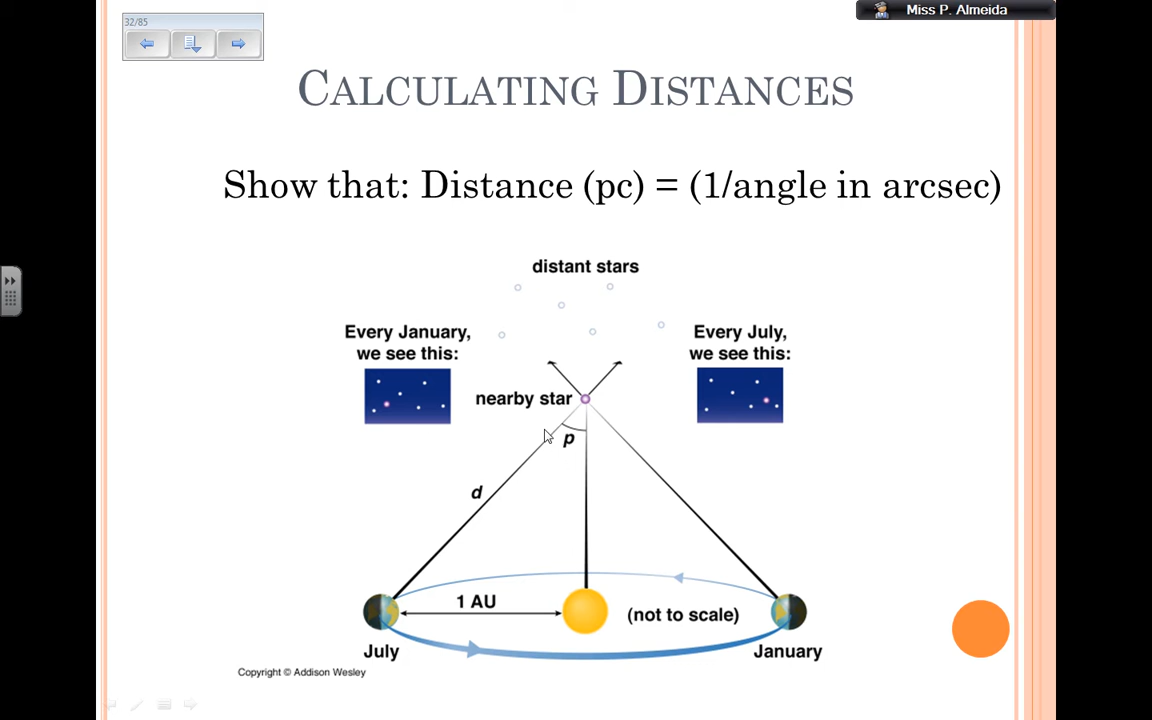 32/85
Miss P. Almeida
CALCULATING DISTANCES
Show that: Distance (pc) = (1/angle in arcsec)
distant stars
Every January,
we see this:
Every July,
we see this:
nearby star
p
d
1 AU
(not to scale)
July
January
Copyright © Addison Wesley